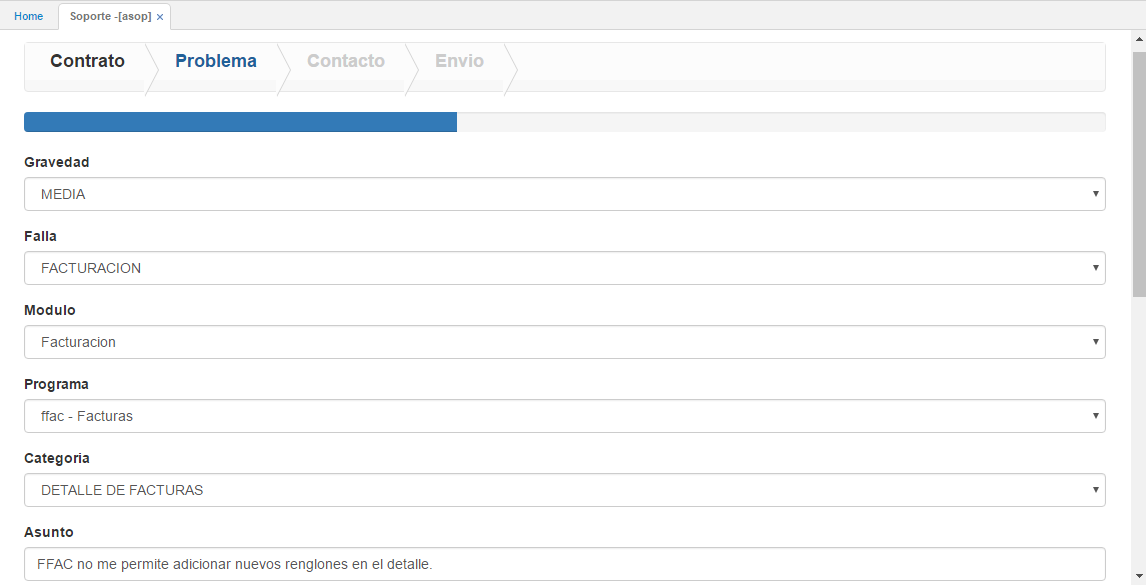 Home
Soporte -[asop] ×
Contrato Problema Contacto Envio
Gravedad
MEDIA
Falla
FACTURACION
Modulo
Facturacion
Programa
ffac - Facturas
Categoria
DETALLE DE FACTURAS
Asunto
FFAC no me permite adicionar nuevos renglones en el detalle.